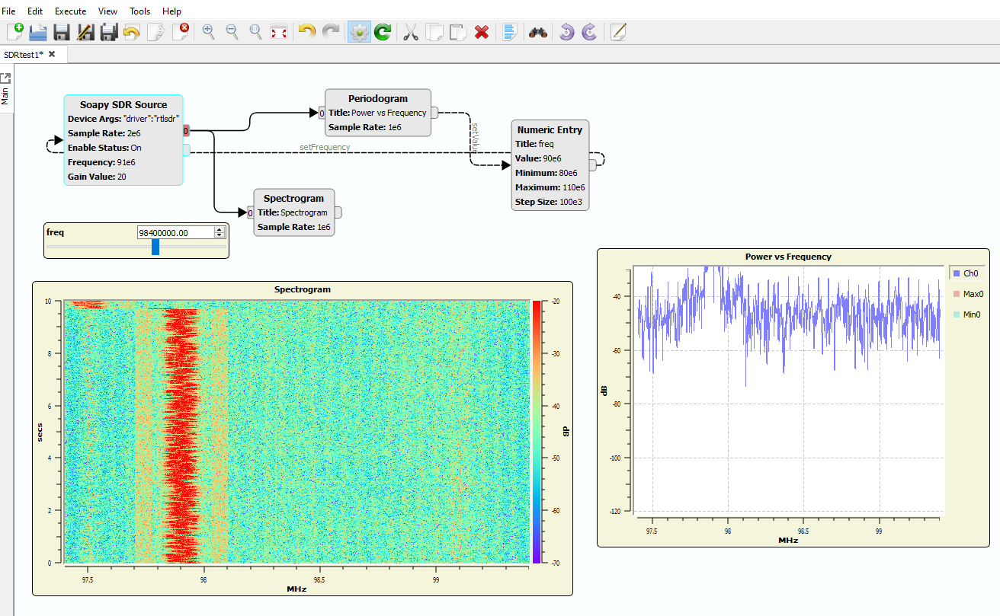 File Edit Execute View Tools Help
SDRtest1*
Main
Soapy SDR Source
Device Args: "driver":"rtlsdr"
Sample Rate: 2e6
Enable Status: On
Frequency: 91e6
Gain Value: 20
0
setFrequency
0
Periodogram
Title: Power vs Frequency
Sample Rate: 1e6
setValue
Numeric Entry
Title: freq
Value: 90e6
Minimum: 80e6
Maximum: 110e6
Step Size: 100e3
0
Spectrogram
Title: Spectrogram
Sample Rate: 1e6
freq
98400000.00
Spectrogram
10
8
6
4
2
0
secs
97.5 98 98.5 99
MHz
-20
-30
-40
-50
-60
-70
dB
Power vs Frequency
-40
-60
-80
-100
-120
dB
97.5 98 98.5 99
MHz
Ch0
Max0
Min0